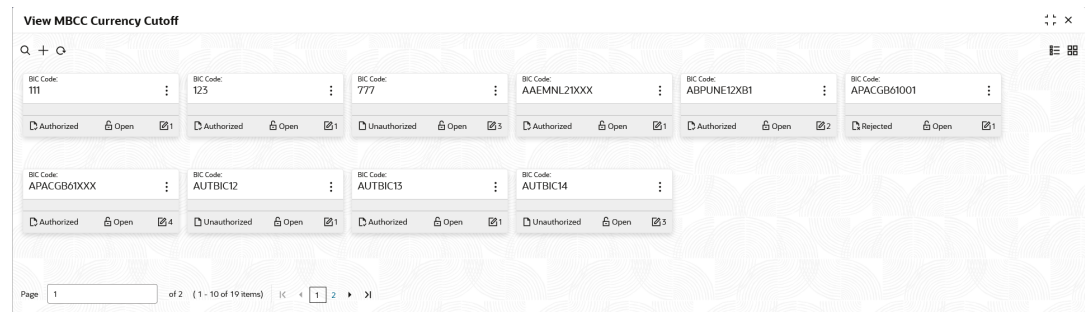 View MBCC Currency Cutoff
BIC Code: BIC Code: BIC Code: BIC Code: BIC Code: BIC Code:
111 123 777 AAEMNL21XXX ABPUNE12XB1 APACGB61001
Authorized Open 1 Authorized Open 1 Unauthorized Open 3 Authorized Open 1 Authorized Open 2 Rejected Open 1
BIC Code: BIC Code: BIC Code: BIC Code:
APACGB61XXX AUTBIC12 AUTBIC13 AUTBIC14
Authorized Open 4 Unauthorized Open 1 Authorized Open 1 Unauthorized Open 3
Page 1 of 2 ( 1 - 10 of 19 items) 1 2